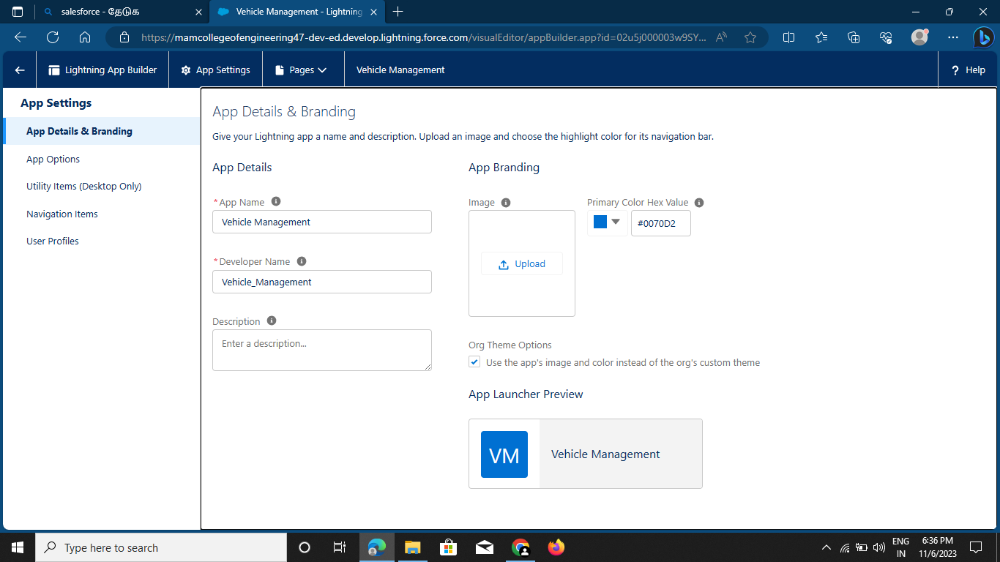 salesforce - தேடுக
Vehicle Management - Lightning
https://mamcollegeofengineering47-dev-ed.develop.lightning.force.com/visualEditor/appBuilder.app?id=02u5j000003w9SY...
Lightning App Builder
App Settings
Pages
Vehicle Management
? Help
App Settings
App Details & Branding
App Options
Utility Items (Desktop Only)
Navigation Items
User Profiles
App Details & Branding
Give your Lightning app a name and description. Upload an image and choose the highlight color for its navigation bar.
App Details
*App Name
Vehicle Management
*Developer Name
Vehicle_Management
Description
Enter a description...
App Branding
Image
Upload
Primary Color Hex Value
#0070D2
Org Theme Options
Use the app's image and color instead of the org's custom theme
App Launcher Preview
VM
Vehicle Management
Type here to search
ENG
IN
6:36 PM
11/6/2023